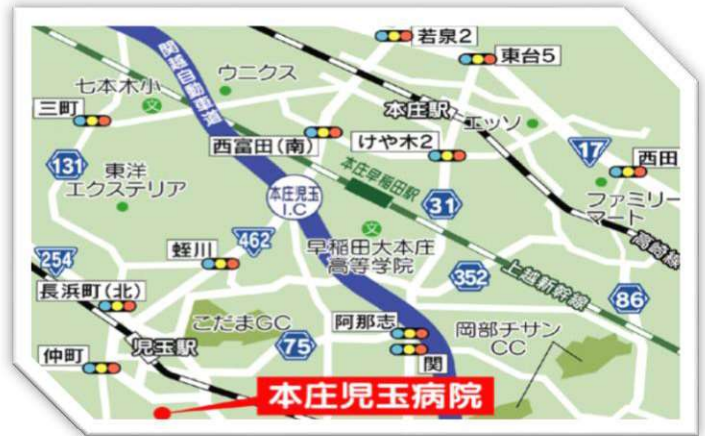 若泉2
東台5
関越自動車道
ウニクス
七本木小
文
本庄駅
エッソ
三町
西富田(南)
けや木2
17
西田
131
東洋
エクステリア
本庄早稲田駅
ファミリー
マート
本庄児玉
I.C
31
文
高崎線
254
蛭川
462
早稲田大本庄
高等学院
352
上越新幹線
86
長浜町(北)
こだまGC
阿那志
岡部チサン
CC
児玉駅
75
仲町
関
本庄児玉病院